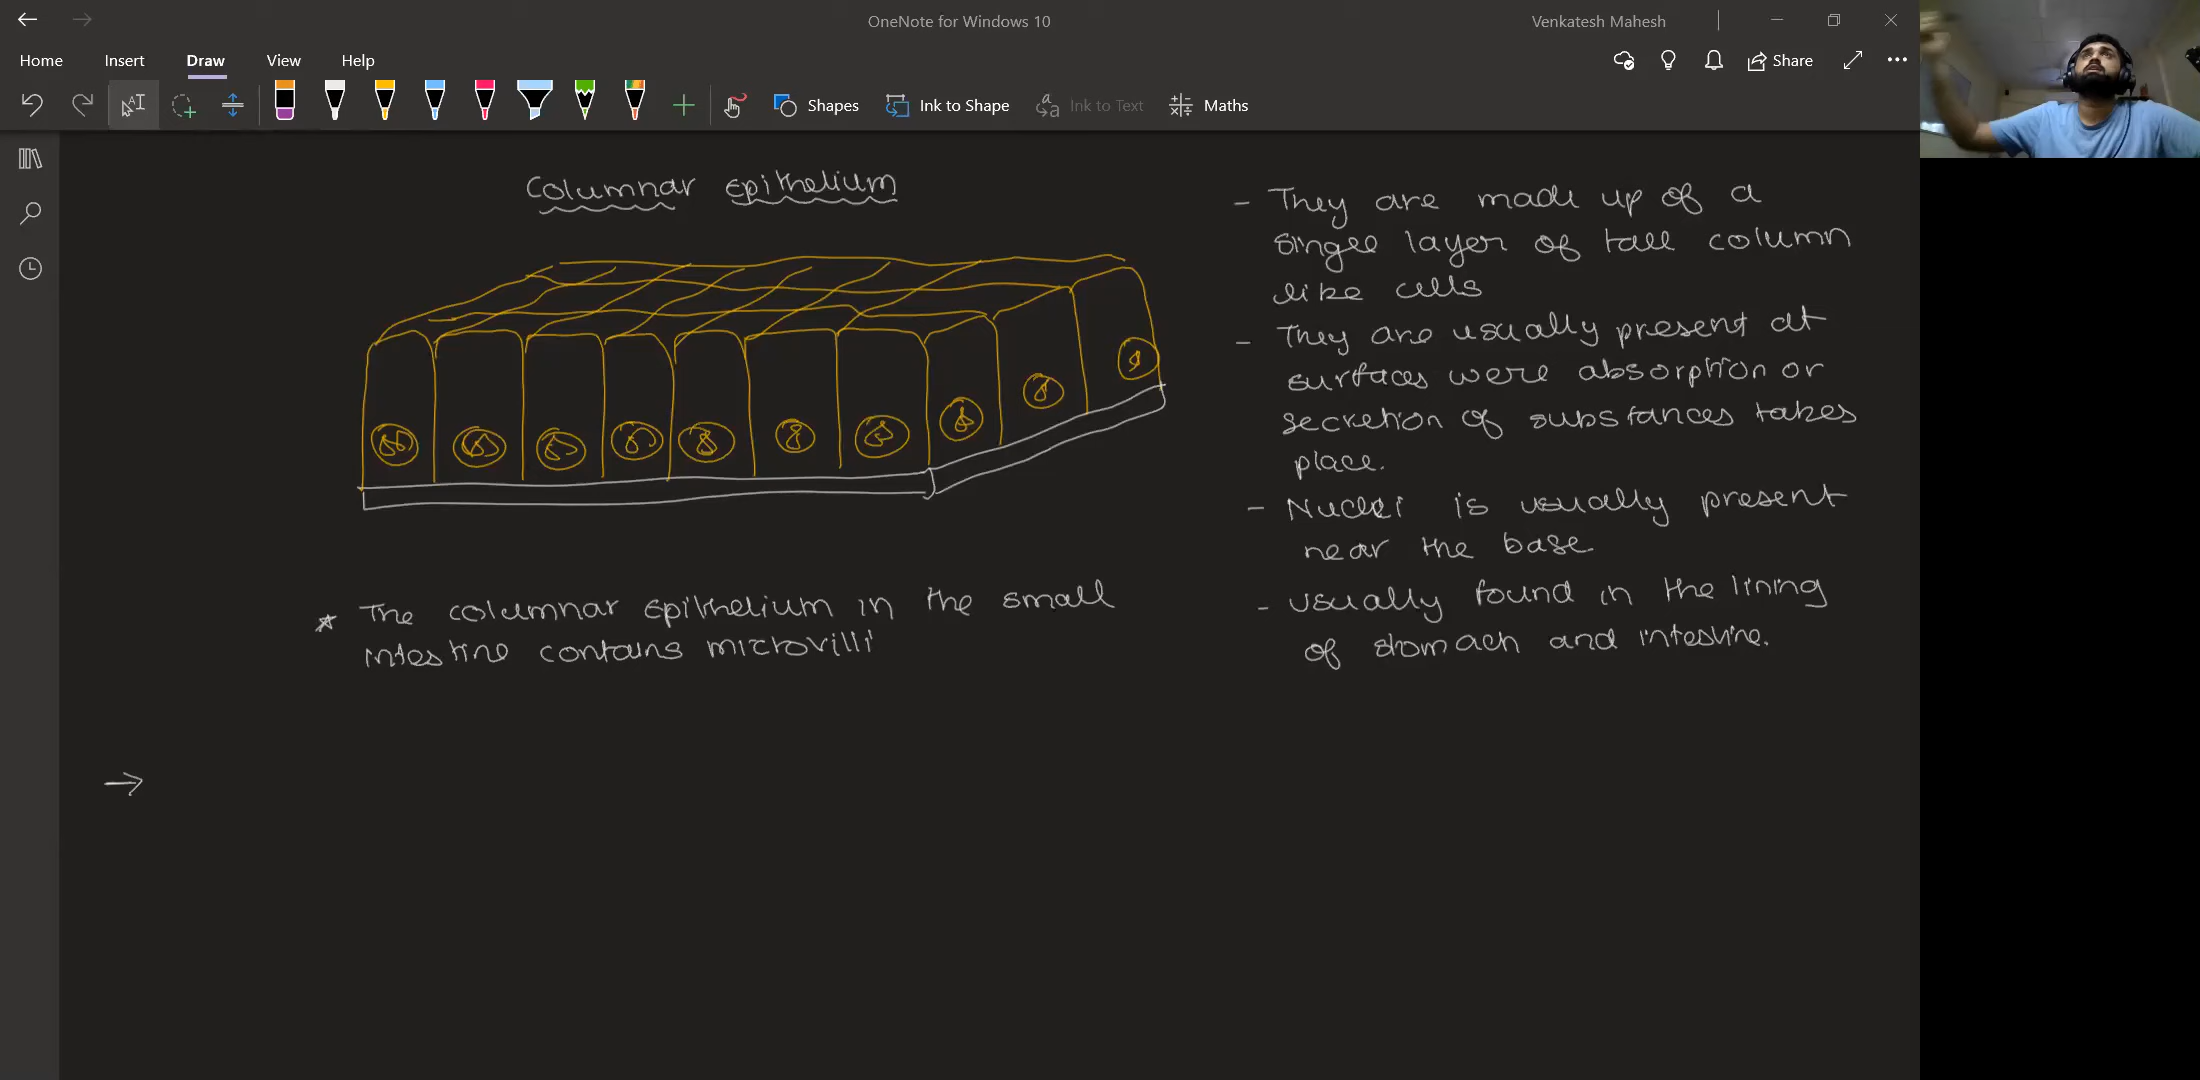 OneNote for Windows 10
Venkatesh Mahesh
Home Insert Draw View Help
Share
Shapes Ink to Shape Ink to Text Maths
Columnar Epithelium
* The columnar epithelium in the small
intestine contains microvilli
- They are made up of a
single layer of tall column
like cells
- They are usually present at
surfaces were absorption or
secretion of substances takes
place.
- Nuclei is usually present
near the base.
- usually found in the lining
of stomach and intestine.
→